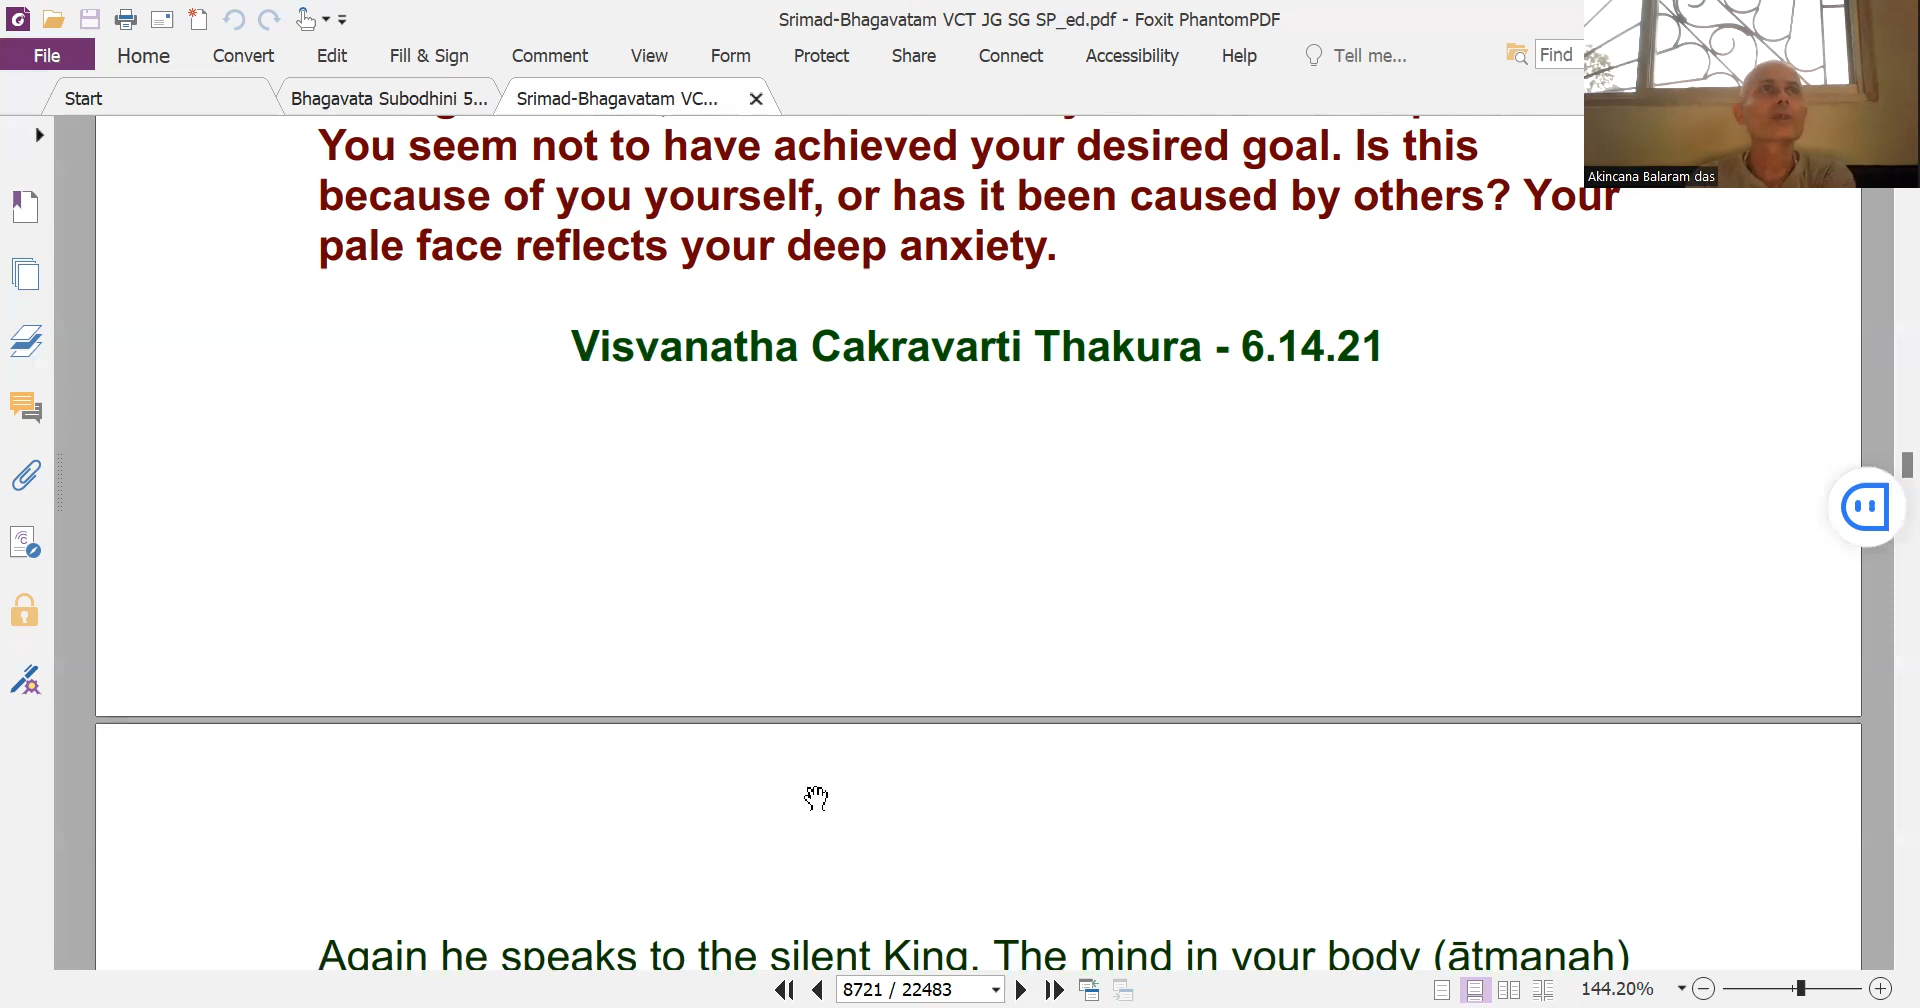 Srimad-Bhagavatam VCT JG SG SP_ed.pdf - Foxit PhantomPDF
File Home Convert Edit Fill & Sign Comment View Form Protect Share Connect Accessibility Help Tell me... Find
Start Bhagavata Subodhini 5... Srimad-Bhagavatam VC...
You seem not to have achieved your desired goal. Is this
because of you yourself, or has it been caused by others? Your
pale face reflects your deep anxiety.
Akincana Balaram das
Visvanatha Cakravarti Thakura - 6.14.21
Again he speaks to the silent King. The mind in your body (ātmanaḥ)
8721 / 22483
144.20%